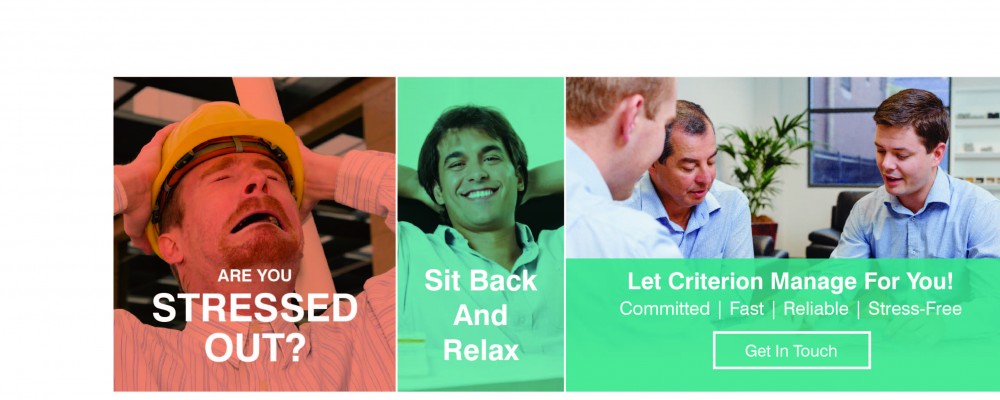 ARE YOU
STRESSED
OUT?
Sit Back
And
Relax
Let Criterion Manage For You!
Committed | Fast | Reliable | Stress-Free
Get In Touch